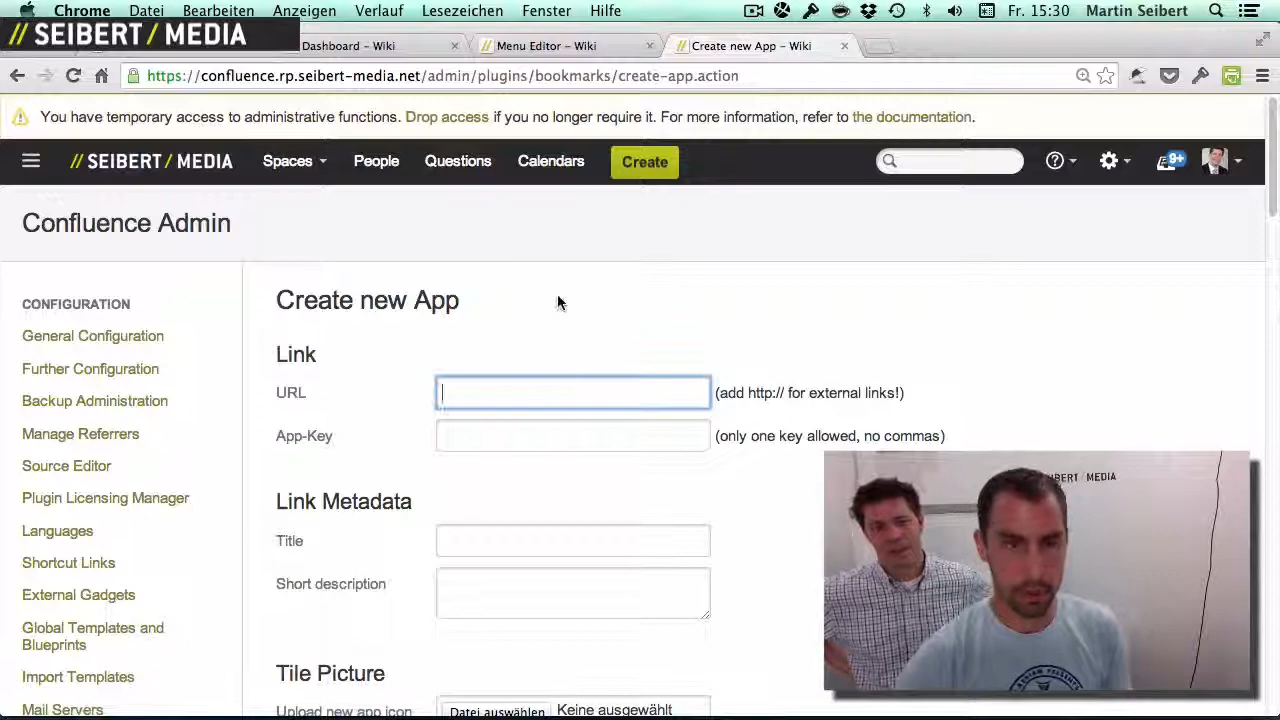 Chrome Datei Bearbeiten Anzeigen Verlauf Lesezeichen Fenster Hilfe Fr. 15:30 Martin Seibert
// SEIBERT / MEDIA
Dashboard – Wiki Menu Editor – Wiki Create new App – Wiki
https://confluence.rp.seibert-media.net/admin/plugins/bookmarks/create-app.action
You have temporary access to administrative functions. Drop access if you no longer require it. For more information, refer to the documentation.
// SEIBERT / MEDIA Spaces People Questions Calendars Create 9+
Confluence Admin
CONFIGURATION
General Configuration
Further Configuration
Backup Administration
Manage Referrers
Source Editor
Plugin Licensing Manager
Languages
Shortcut Links
External Gadgets
Global Templates and
Blueprints
Import Templates
Mail Servers
Create new App
Link
URL (add http:// for external links!)
App-Key (only one key allowed, no commas)
Link Metadata
Title
Short description
Tile Picture
Upload new app icon Datei auswählen Keine ausgewählt
IBERT / MEDIA